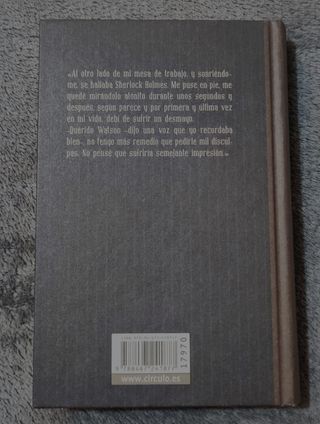 «Al otro lado de mi mesa de trabajo, y sonriéndo-
me, se hallaba Sherlock Holmes. Me puse en pie, me
quedé mirándolo atónito durante unos segundos y
después, según parece y por primera y última vez
en mi vida, debí de sufrir un desmayo.
-Querido Watson -dijo una voz que yo recordaba
bien-, no tengo más remedio que pedirle mil discul-
pas. No pensé que sufriría semejante impresión.»
17970
www.circulo.es